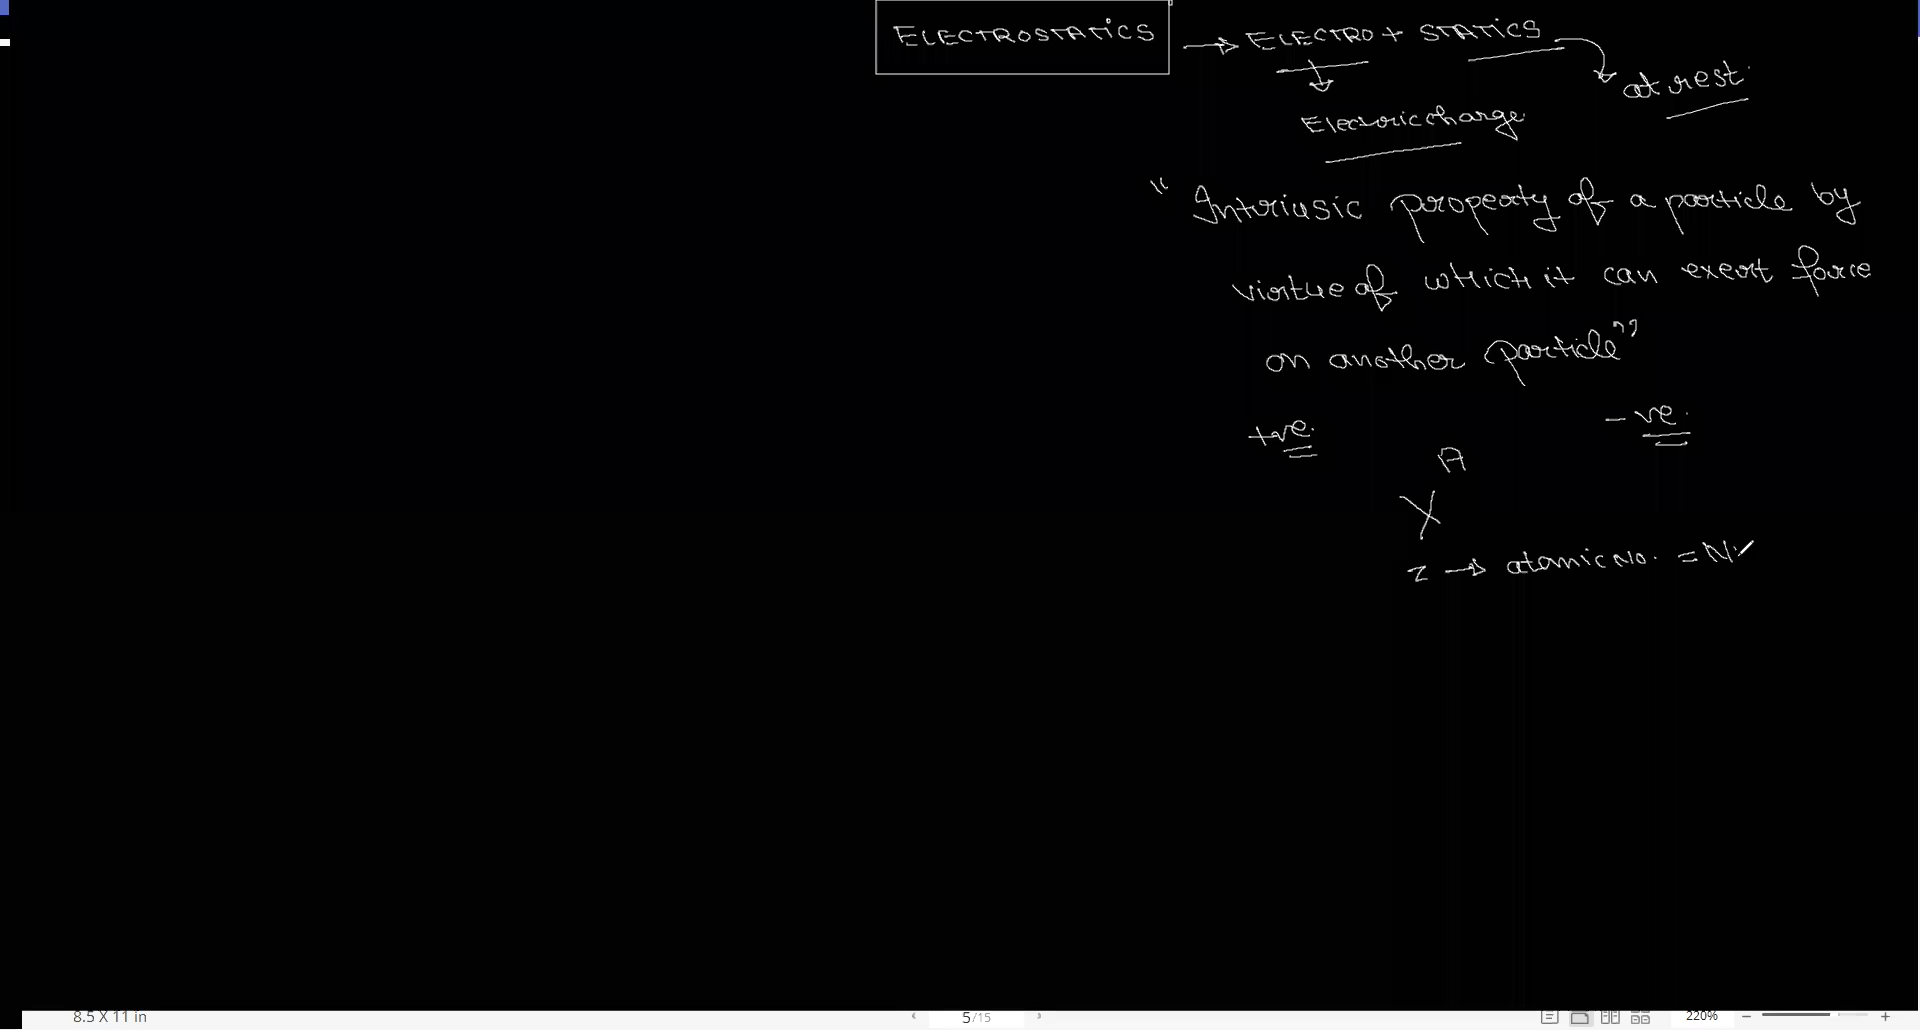 ELECTROSTATICS → ELECTRO + STATICS
at rest.
Electric charge
" Intrinsic property of a particle by
virtue of which it can exert force
on another particle "
+ve. - ve.
A
X
Z → atomic No. = N
8.5 X 11 in 5 /15 220%